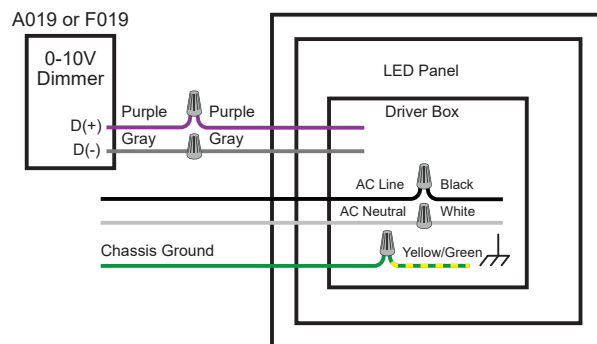 A019 or F019
0-10V
Dimmer
LED Panel
Driver Box
Purple Purple
D(+)
Gray Gray
D(-)
AC Line Black
AC Neutral White
Chassis Ground Yellow/Green